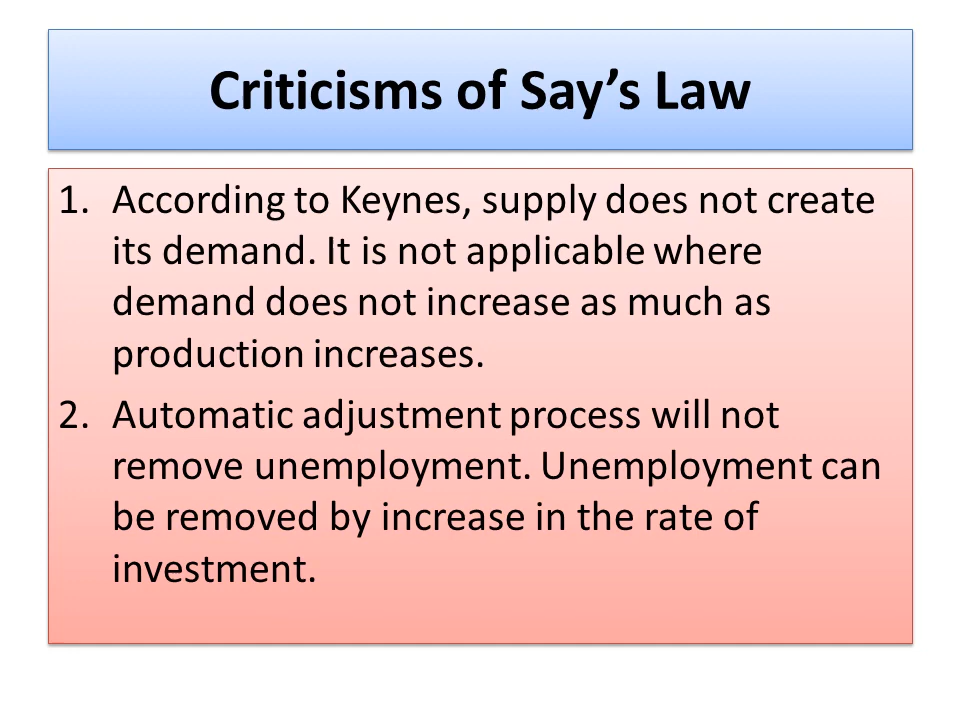 Criticisms of Say’s Law
1. According to Keynes, supply does not create
its demand. It is not applicable where
demand does not increase as much as
production increases.
2. Automatic adjustment process will not
remove unemployment. Unemployment can
be removed by increase in the rate of
investment.